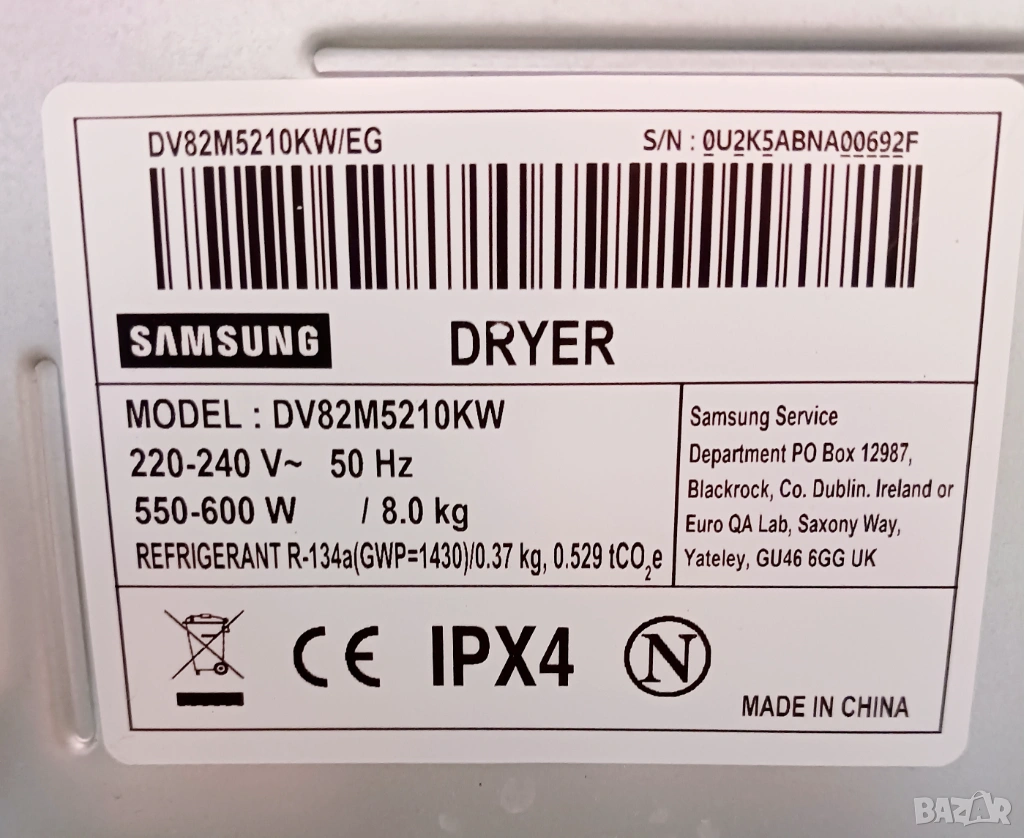 DV82M5210KW/EG S/N : 0U2K5ABNA00692F
SAMSUNG DRYER
MODEL : DV82M5210KW
220-240 V~ 50 Hz
550-600 W / 8.0 kg
REFRIGERANT R-134a(GWP=1430)/0.37 kg, 0.529 tCO₂e
Samsung Service
Department PO Box 12987,
Blackrock, Co. Dublin. Ireland or
Euro QA Lab, Saxony Way,
Yateley, GU46 6GG UK
CE IPX4 N
MADE IN CHINA
BAZAR